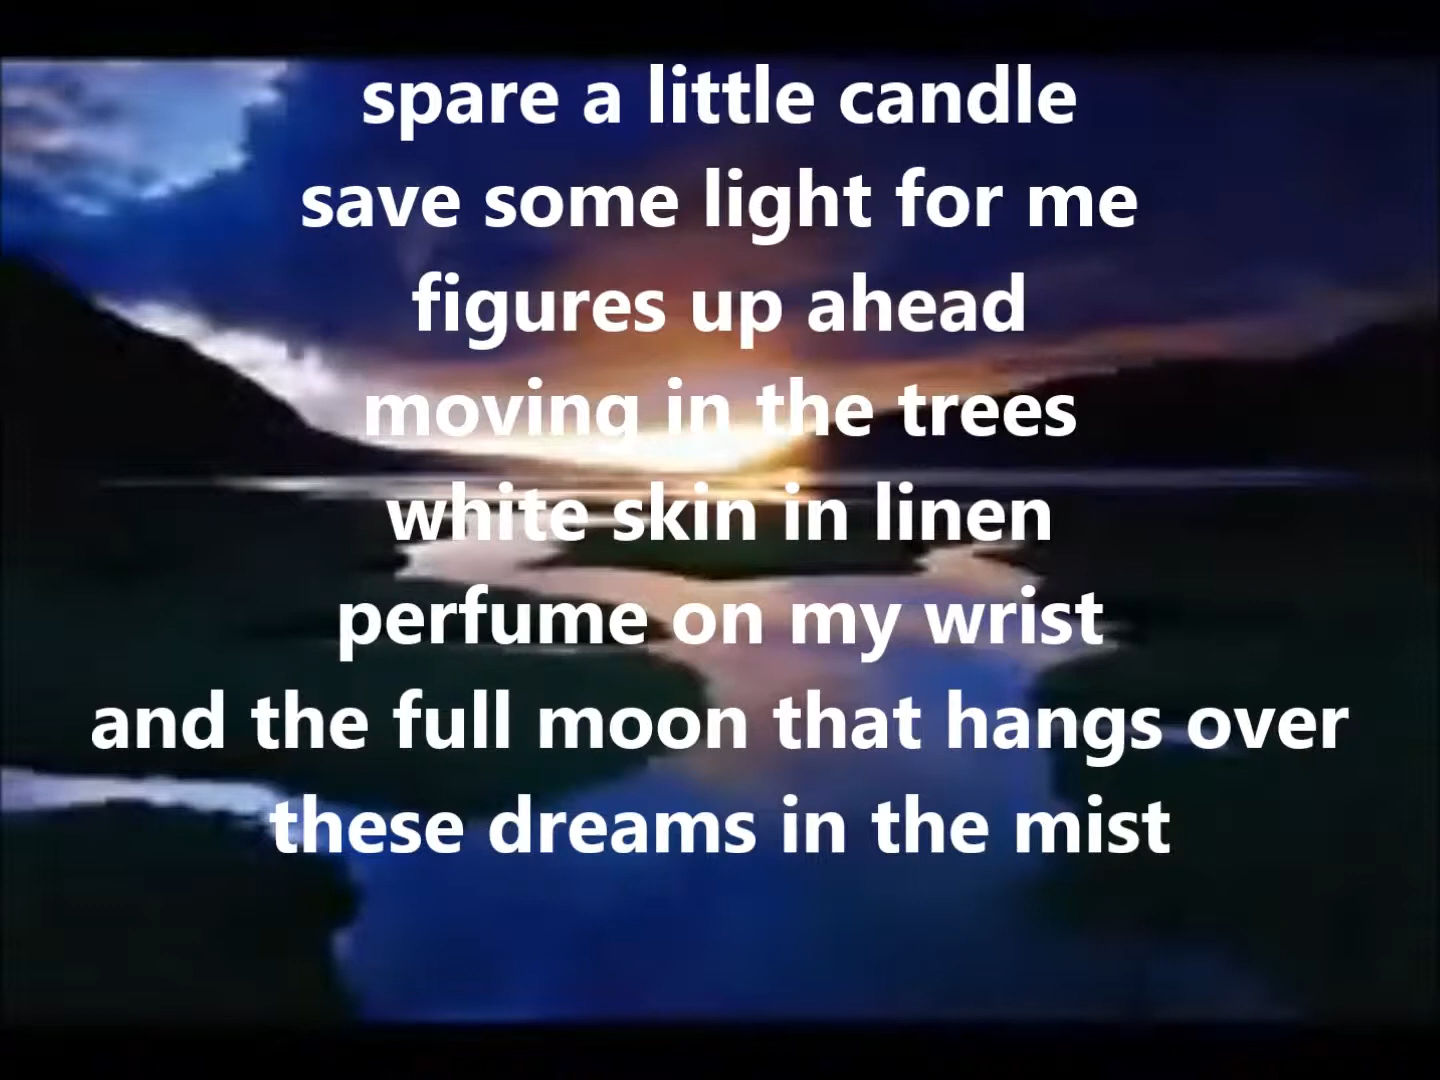 spare a little candle
save some light for me
figures up ahead
moving in the trees
white skin in linen
perfume on my wrist
and the full moon that hangs over
these dreams in the mist